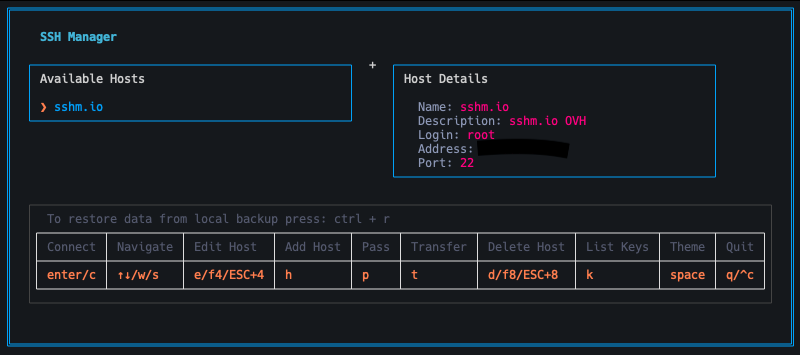 SSH Manager
+
Available Hosts
❯ sshm.io
Host Details
Name: sshm.io
Description: sshm.io OVH
Login: root
Address:
Port: 22
To restore data from local backup press: ctrl + r
Connect Navigate Edit Host Add Host Pass Transfer Delete Host List Keys Theme Quit
enter/c ↑↓/w/s e/f4/ESC+4 h p t d/f8/ESC+8 k space q/^c